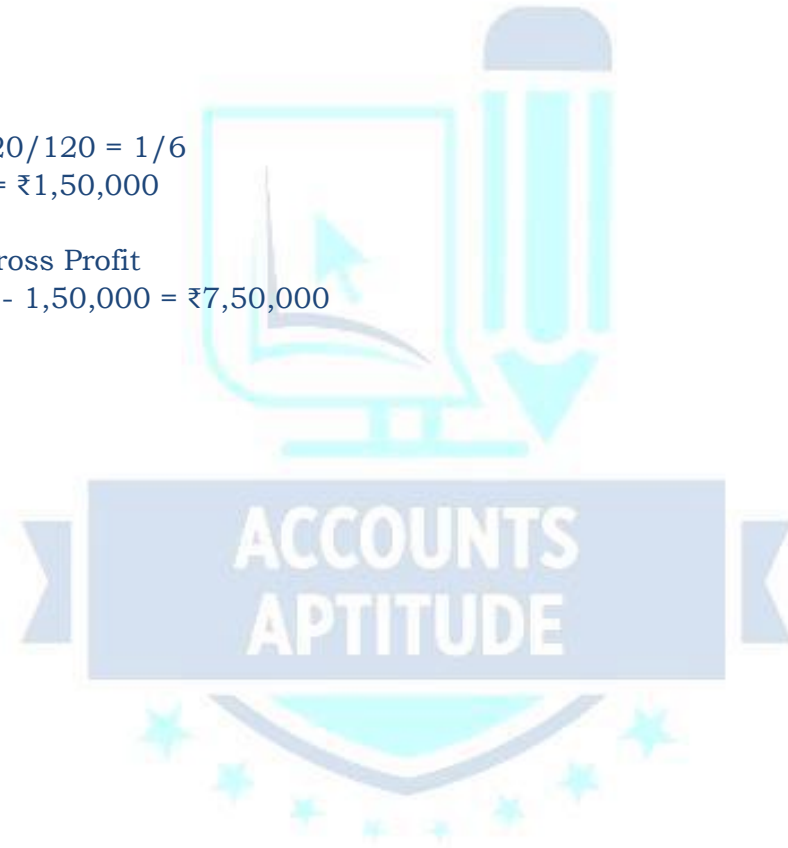 20/120 = 1/6
= ₹1,50,000
ross Profit
- 1,50,000 = ₹7,50,000
ACCOUNTS
APTITUDE